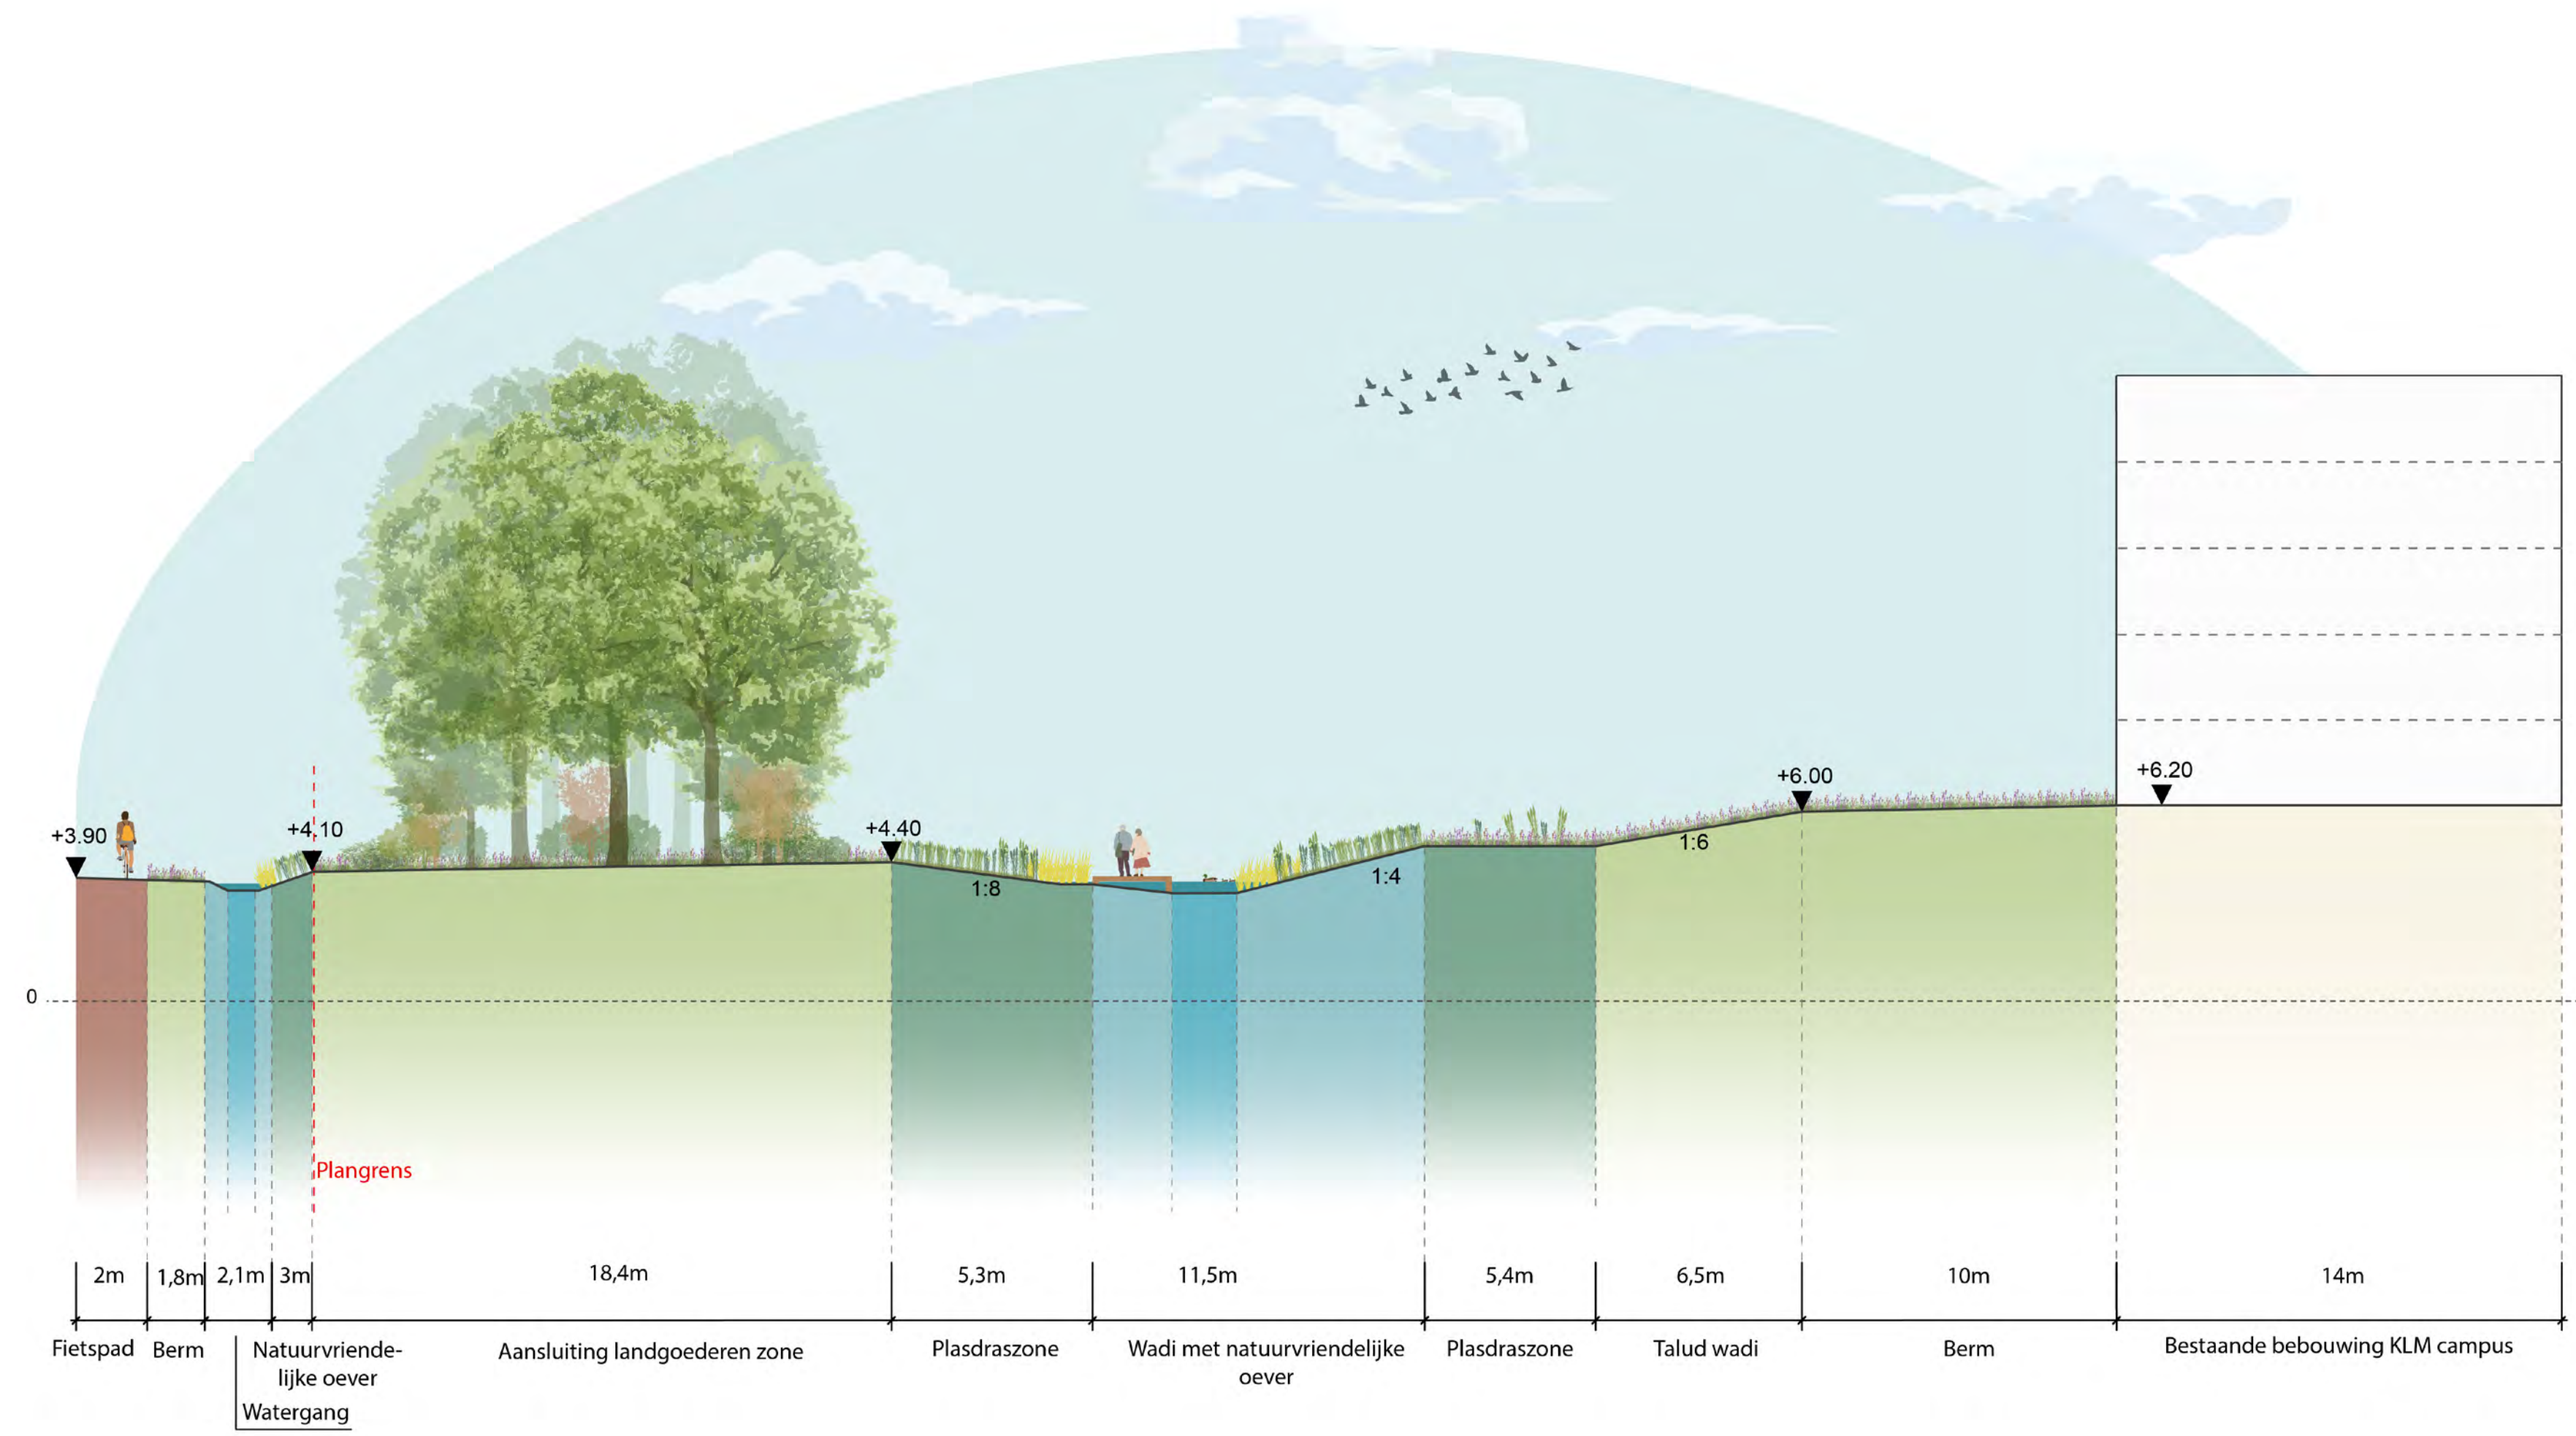 +6.00
+6.20
+3.90
+4.10
+4.40
1:6
1:4
1:8
0
Plangrens
2m
1,8m
2,1m
3m
18,4m
5,3m
11,5m
5,4m
6,5m
10m
14m
Fietspad
Berm
Natuurvriende-
lijke oever
Watergang
Aansluiting landgoederen zone
Plasdraszone
Wadi met natuurvriendelijke
oever
Plasdraszone
Talud wadi
Berm
Bestaande bebouwing KLM campus